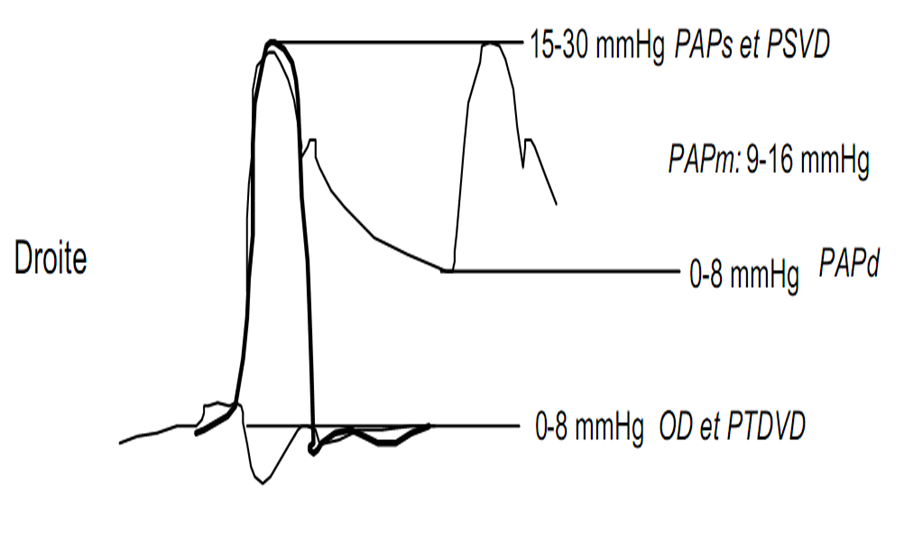 15-30 mmHg PAPs et PSVD
PAPm: 9-16 mmHg
Droite
0-8 mmHg PAPd
0-8 mmHg OD et PTDVD